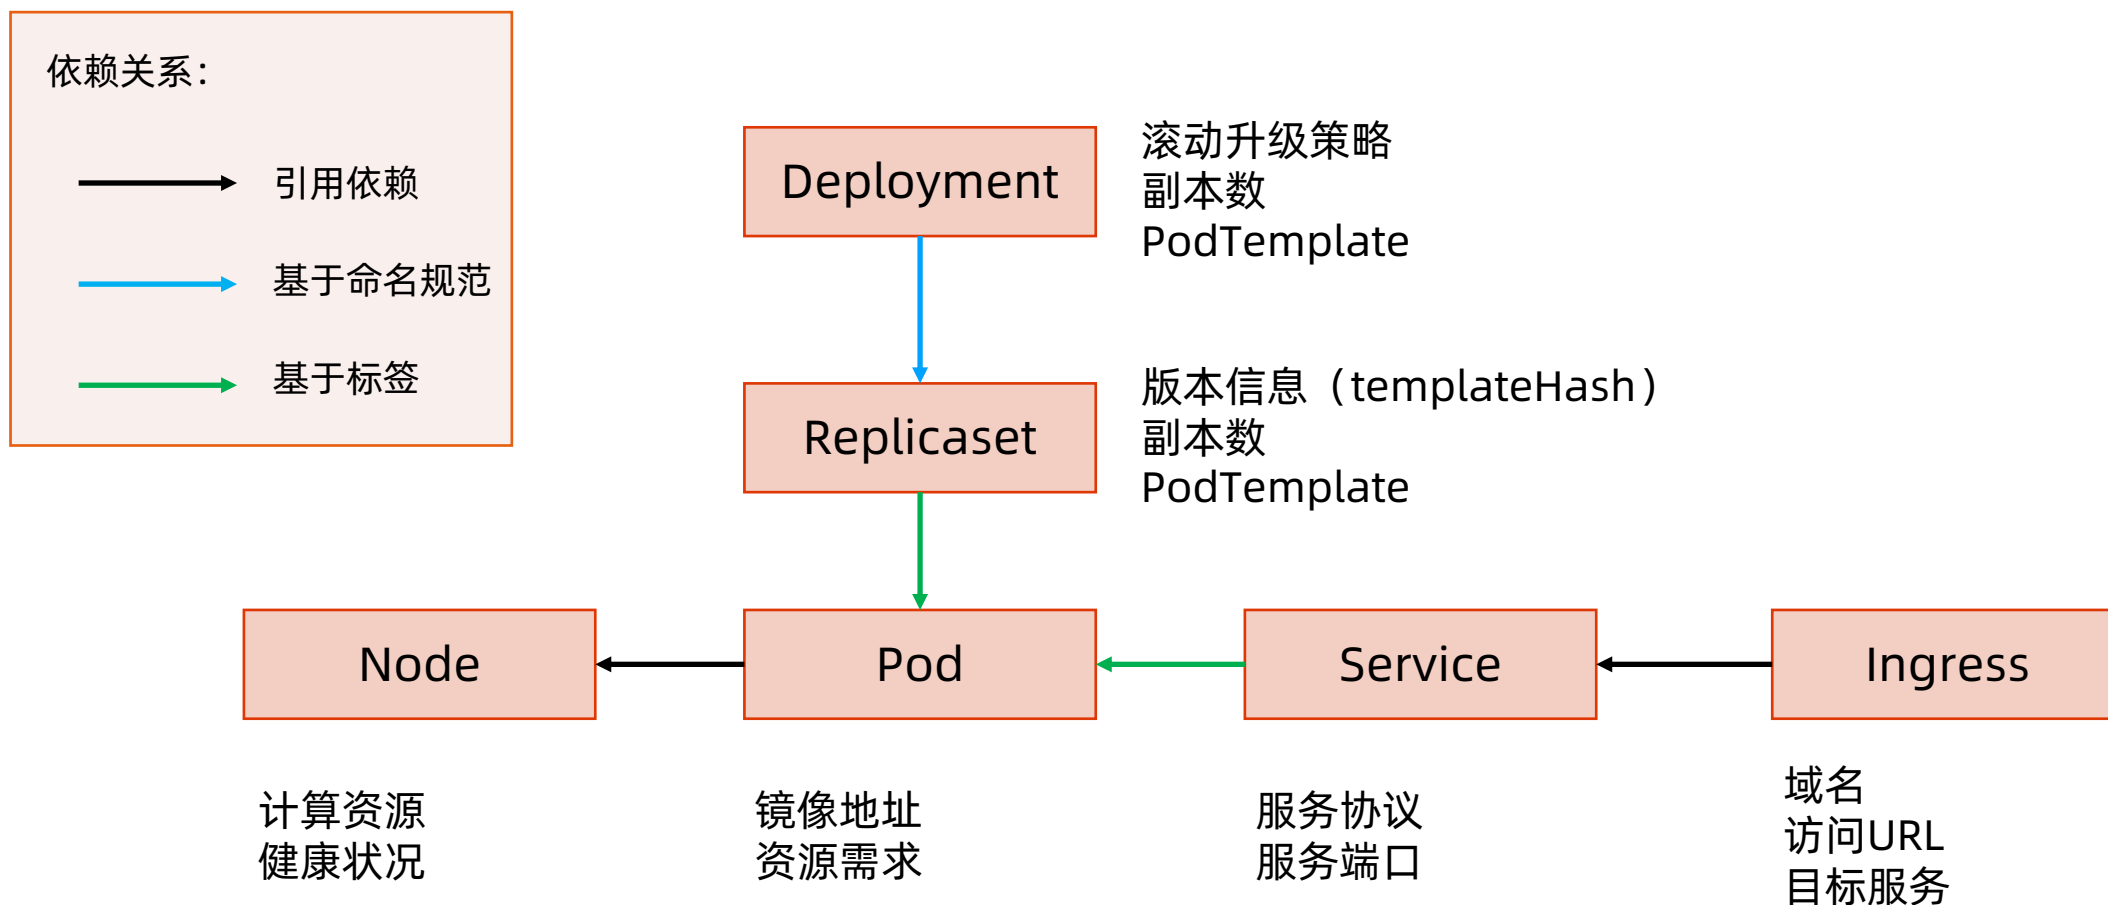 依赖关系：
引用依赖
基于命名规范
基于标签
Deployment
滚动升级策略
副本数
PodTemplate
Replicaset
版本信息（templateHash）
副本数
PodTemplate
Node
Pod
Service
Ingress
计算资源
健康状况
镜像地址
资源需求
服务协议
服务端口
域名
访问URL
目标服务